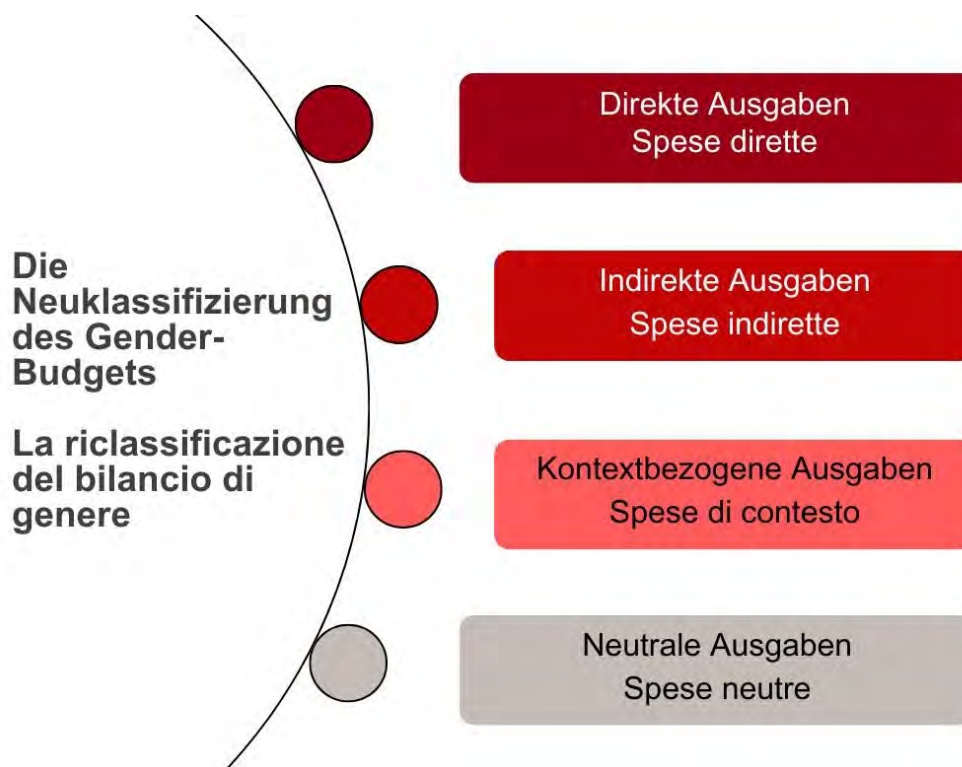 Die
Neuklassifizierung
des Gender-
Budgets
La riclassificazione
del bilancio di
genere
Direkte Ausgaben
Spese dirette
Indirekte Ausgaben
Spese indirette
Kontextbezogene Ausgaben
Spese di contesto
Neutrale Ausgaben
Spese neutre